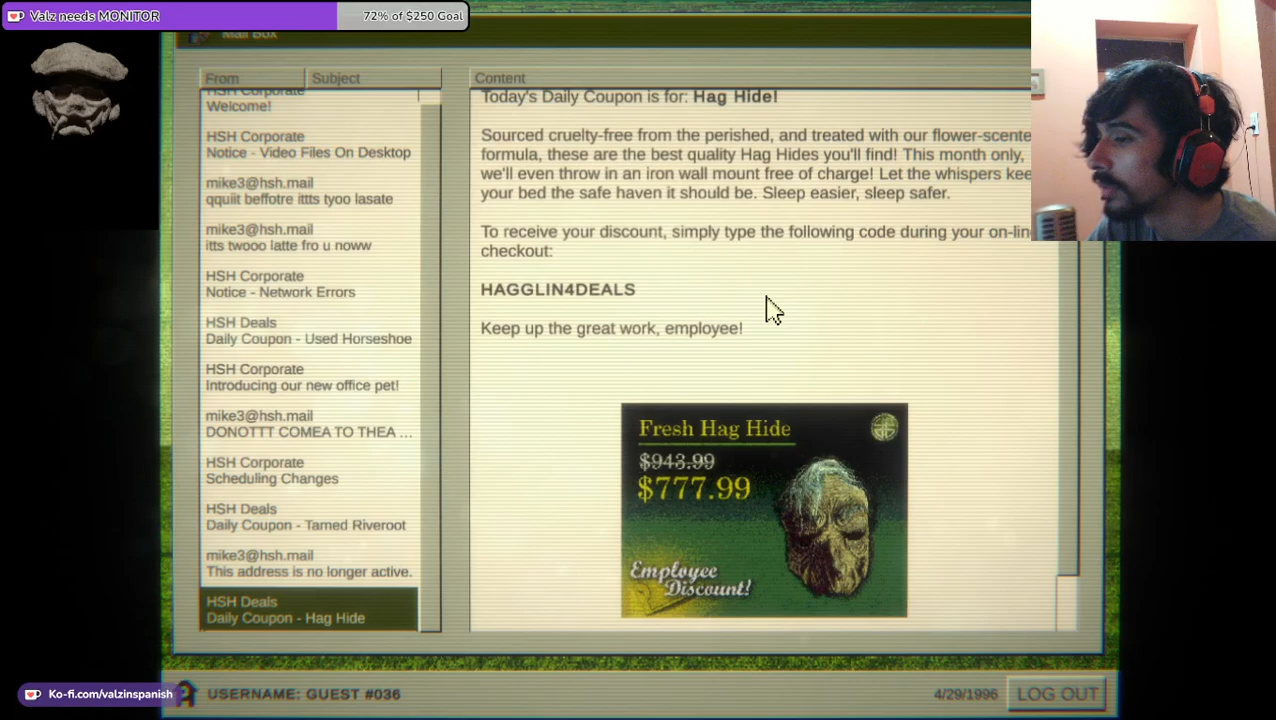 Valz needs MONITOR
72% of $250 Goal
Mail Box
From
Subject
Content
HSH Corporate
Welcome!
HSH Corporate
Notice - Video Files On Desktop
mike3@hsh.mail
qquiit beffotre ittts tyoo lasate
mike3@hsh.mail
itts twooo latte fro u noww
HSH Corporate
Notice - Network Errors
HSH Deals
Daily Coupon - Used Horseshoe
HSH Corporate
Introducing our new office pet!
mike3@hsh.mail
DONOTTT COMEA TO THEA ...
HSH Corporate
Scheduling Changes
HSH Deals
Daily Coupon - Tamed Riveroot
mike3@hsh.mail
This address is no longer active.
HSH Deals
Daily Coupon - Hag Hide
Today's Daily Coupon is for: Hag Hide!
Sourced cruelty-free from the perished, and treated with our flower-scente
formula, these are the best quality Hag Hides you'll find! This month only,
we'll even throw in an iron wall mount free of charge! Let the whispers kee
your bed the safe haven it should be. Sleep easier, sleep safer.
To receive your discount, simply type the following code during your on-lin
checkout:
HAGGLIN4DEALS
Keep up the great work, employee!
Fresh Hag Hide
$943.99
$777.99
Employee
Discount!
Ko-fi.com/valzinspanish
USERNAME: GUEST #036
4/29/1996
LOG OUT